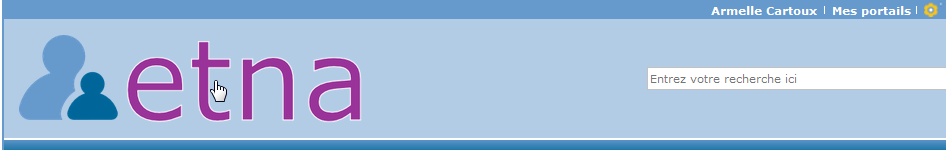 Armelle Cartoux | Mes portails |
etna
Entrez votre recherche ici